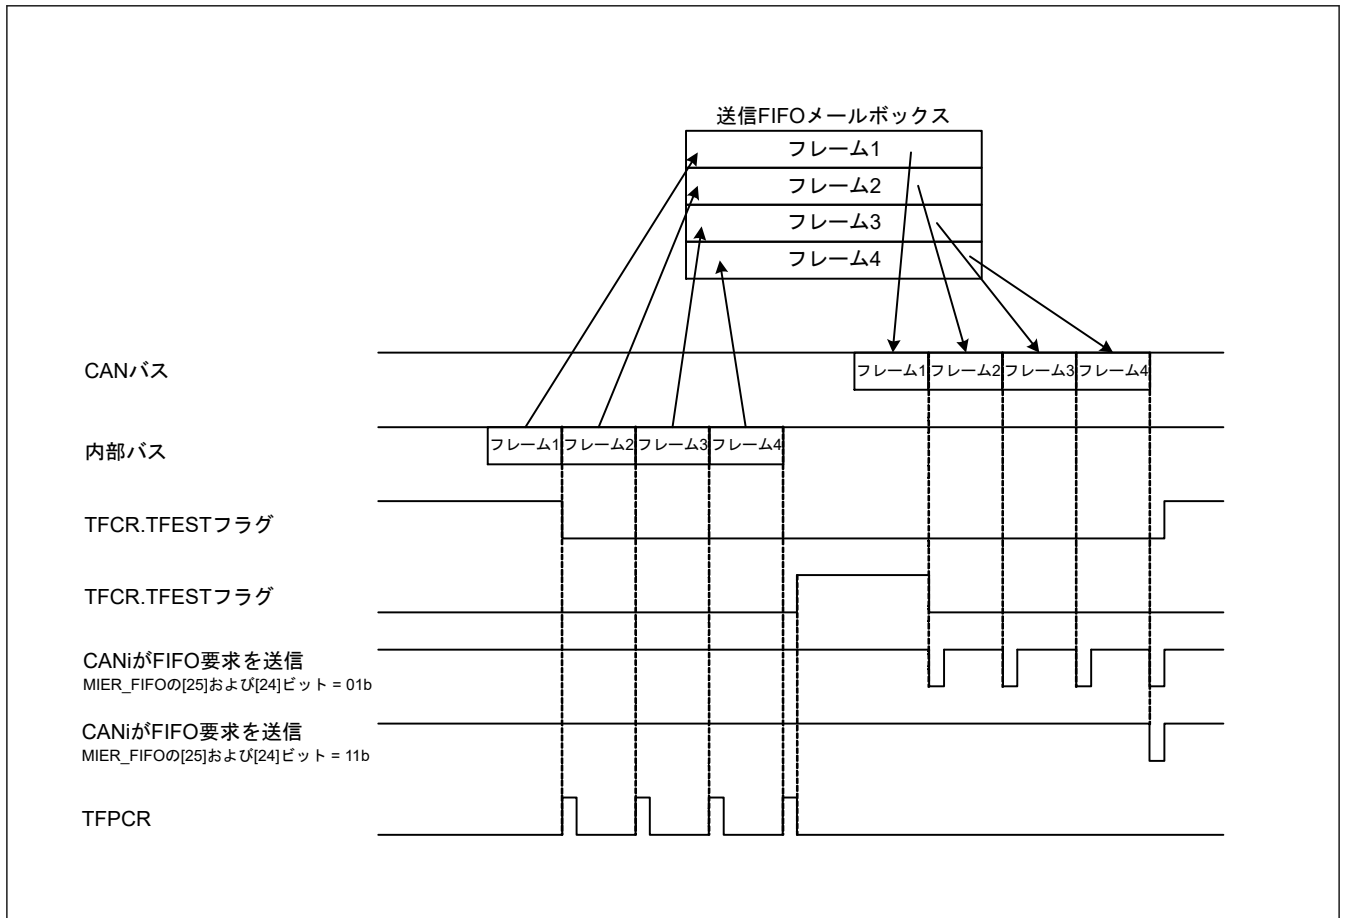 送信FIFOメールボックス
フレーム1
フレーム2
フレーム3
フレーム4
CANバス
フレーム1 フレーム2 フレーム3 フレーム4
内部バス
フレーム1 フレーム2 フレーム3 フレーム4
TFCR.TFESTフラグ
TFCR.TFESTフラグ
CANiがFIFO要求を送信
MIER_FIFOの[25]および[24]ビット = 01b
CANiがFIFO要求を送信
MIER_FIFOの[25]および[24]ビット = 11b
TFPCR